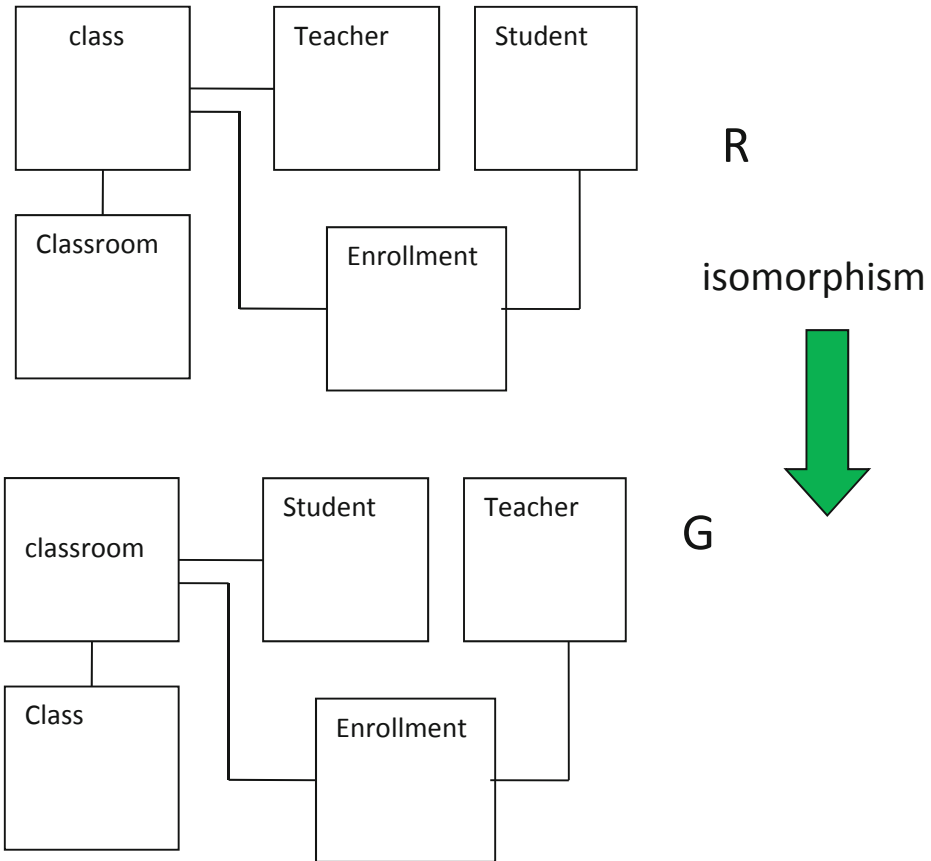 class
Teacher
Student
R
Classroom
Enrollment
isomorphism
Student
Teacher
G
classroom
Class
Enrollment